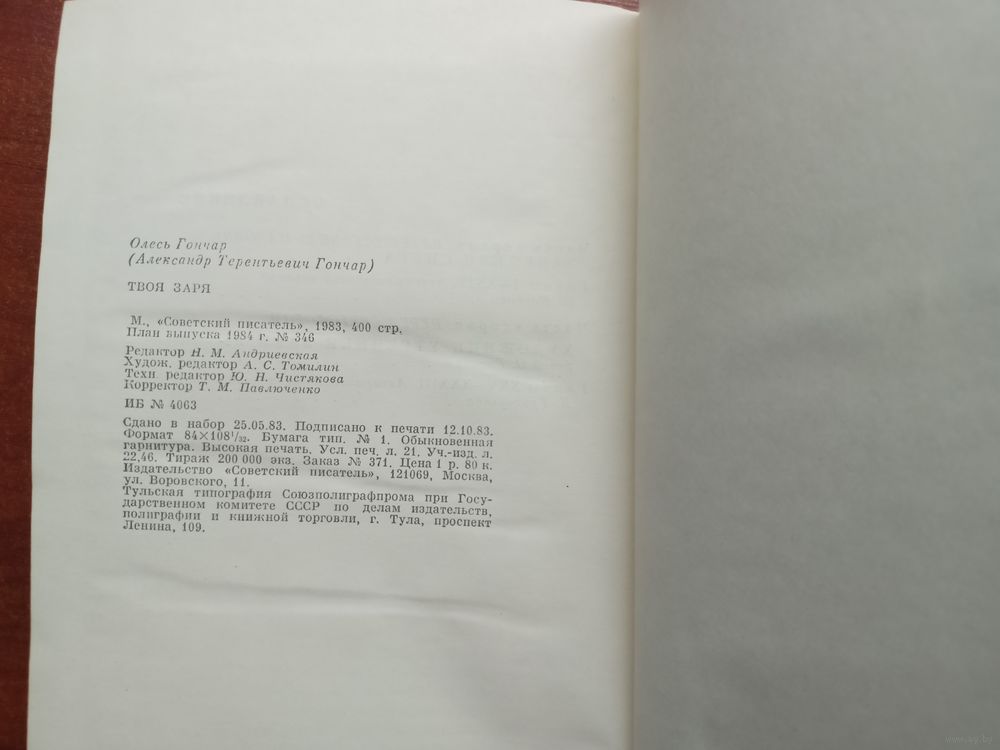 Олесь Гончар
(Александр Терентьевич Гончар)
ТВОЯ ЗАРЯ
М., «Советский писатель», 1983, 400 стр.
План выпуска 1984 г. № 346
Редактор Н. М. Андриевская
Худож. редактор А. С. Томилин
Техн. редактор Ю. Н. Чистякова
Корректор Т. М. Павлюченко
ИБ № 4063
Сдано в набор 25.05.83. Подписано к печати 12.10.83.
Формат 84×108¹/₃₂. Бумага тип. № 1. Обыкновенная
гарнитура. Высокая печать. Усл. печ. л. 21. Уч.-изд. л.
22,46. Тираж 200 000 экз. Заказ № 371. Цена 1 р. 80 к.
Издательство «Советский писатель», 121069, Москва,
ул. Воровского, 11.
Тульская типография Союзполиграфпрома при Госу-
дарственном комитете СССР по делам издательств,
полиграфии и книжной торговли, г. Тула, проспект
Ленина, 109.